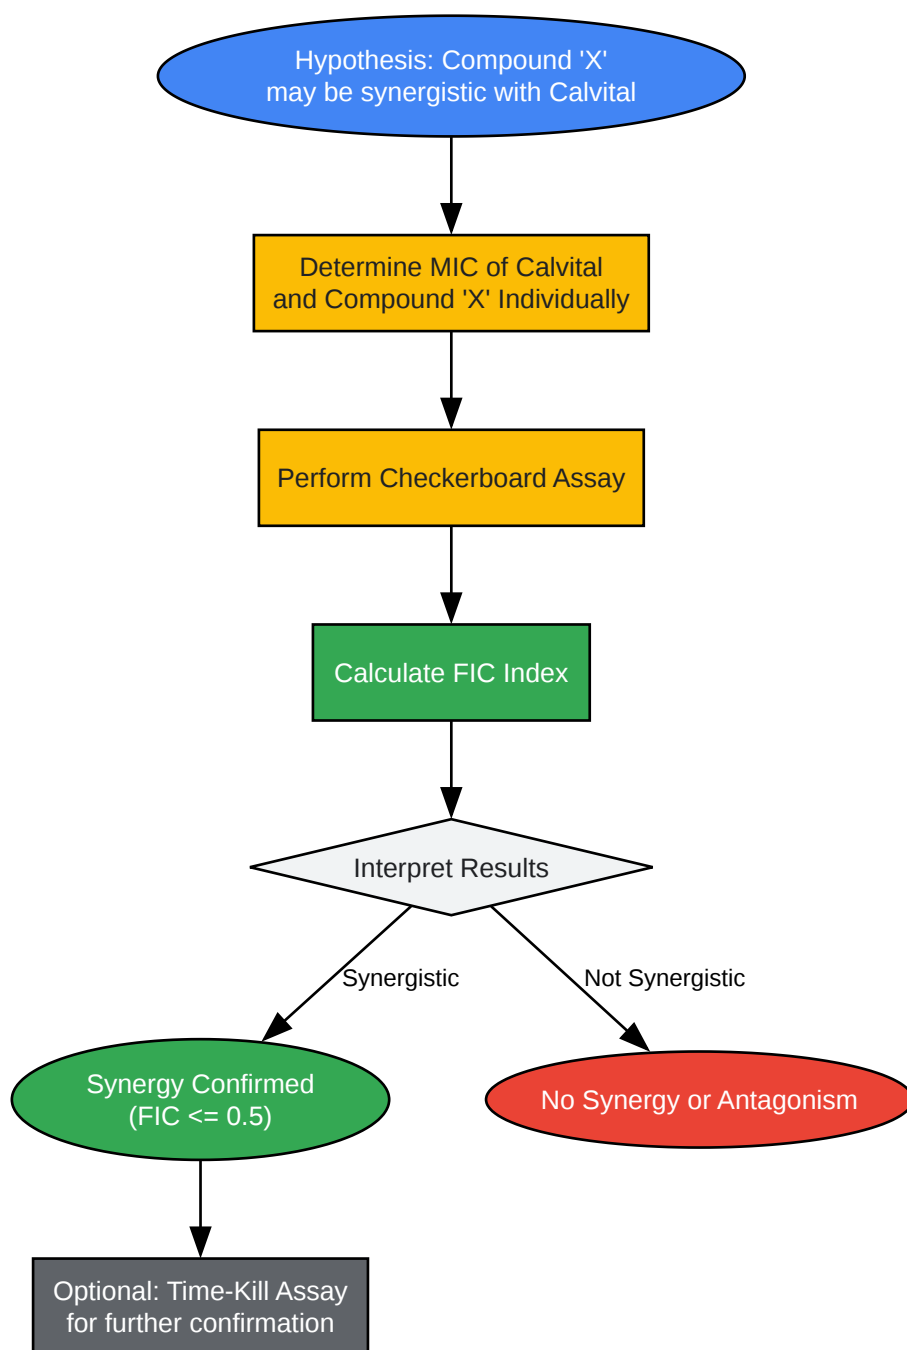 Hypothesis: Compound 'X'
may be synergistic with Calvital
Determine MIC of Calvital
and Compound 'X' Individually
Perform Checkerboard Assay
Calculate FIC Index
Interpret Results
Synergistic
Not Synergistic
Synergy Confirmed
(FIC <= 0.5)
No Synergy or Antagonism
Optional: Time-Kill Assay
for further confirmation